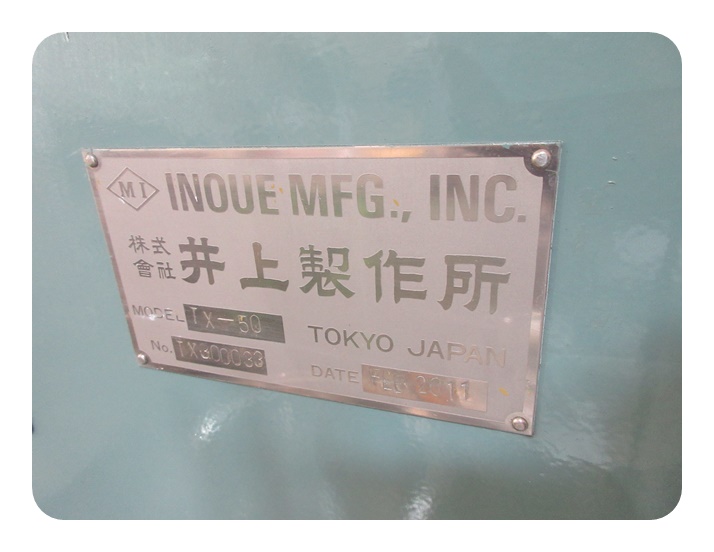 MI INOUE MFG., INC.
株式會社 井上製作所
MODEL TX-50
TOKYO JAPAN
No.
DATE 2011